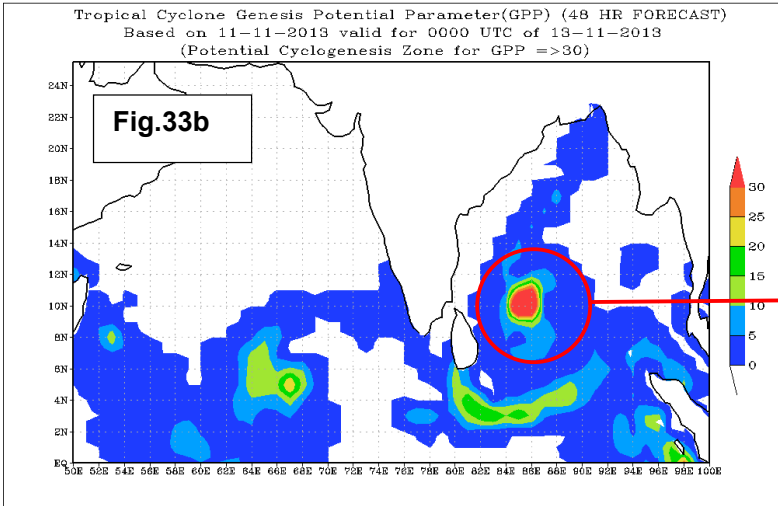 Tropical Cyclone Genesis Potential Parameter(GPP) (48 HR FORECAST)
Based on 11-11-2013 valid for 0000 UTC of 13-11-2013
(Potential Cyclogenesis Zone for GPP =>30)
Fig.33b
24N
22N
20N
18N
16N
14N
12N
10N
8N
6N
4N
2N
EQ
50E 52E 54E 56E 58E 60E 62E 64E 66E 68E 70E 72E 74E 76E 78E 80E 82E 84E 86E 88E 90E 92E 94E 96E 98E 100E
30
25
20
15
10
5
0